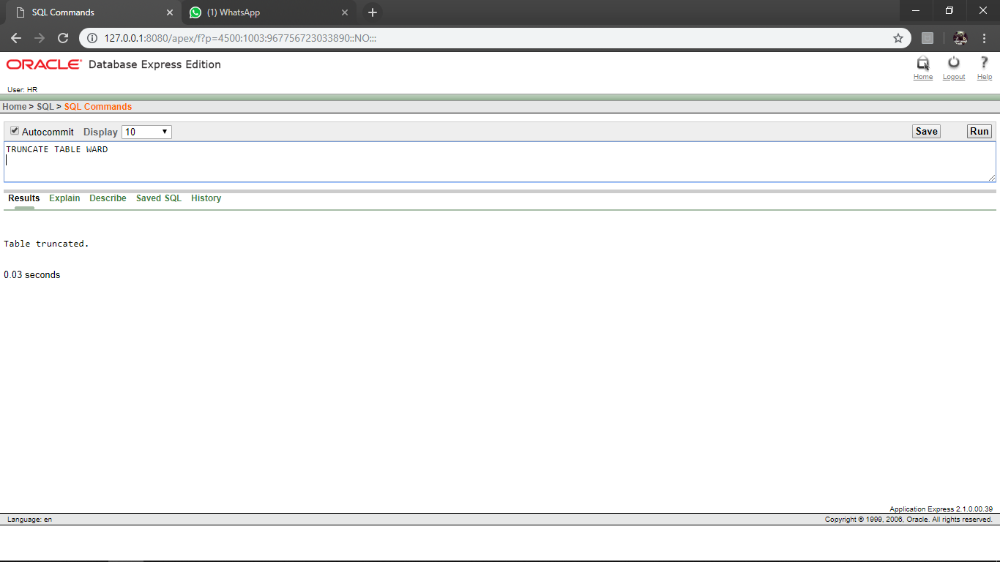 SQL Commands
(1) WhatsApp
127.0.0.1:8080/apex/f?p=4500:1003:967756723033890::NO:::
ORACLE Database Express Edition
Home Logout Help
User: HR
Home > SQL > SQL Commands
Autocommit Display 10 Save Run
TRUNCATE TABLE WARD
Results Explain Describe Saved SQL History
Table truncated.
0.03 seconds
Application Express 2.1.0.00.39
Language: en Copyright © 1999, 2006, Oracle. All rights reserved.